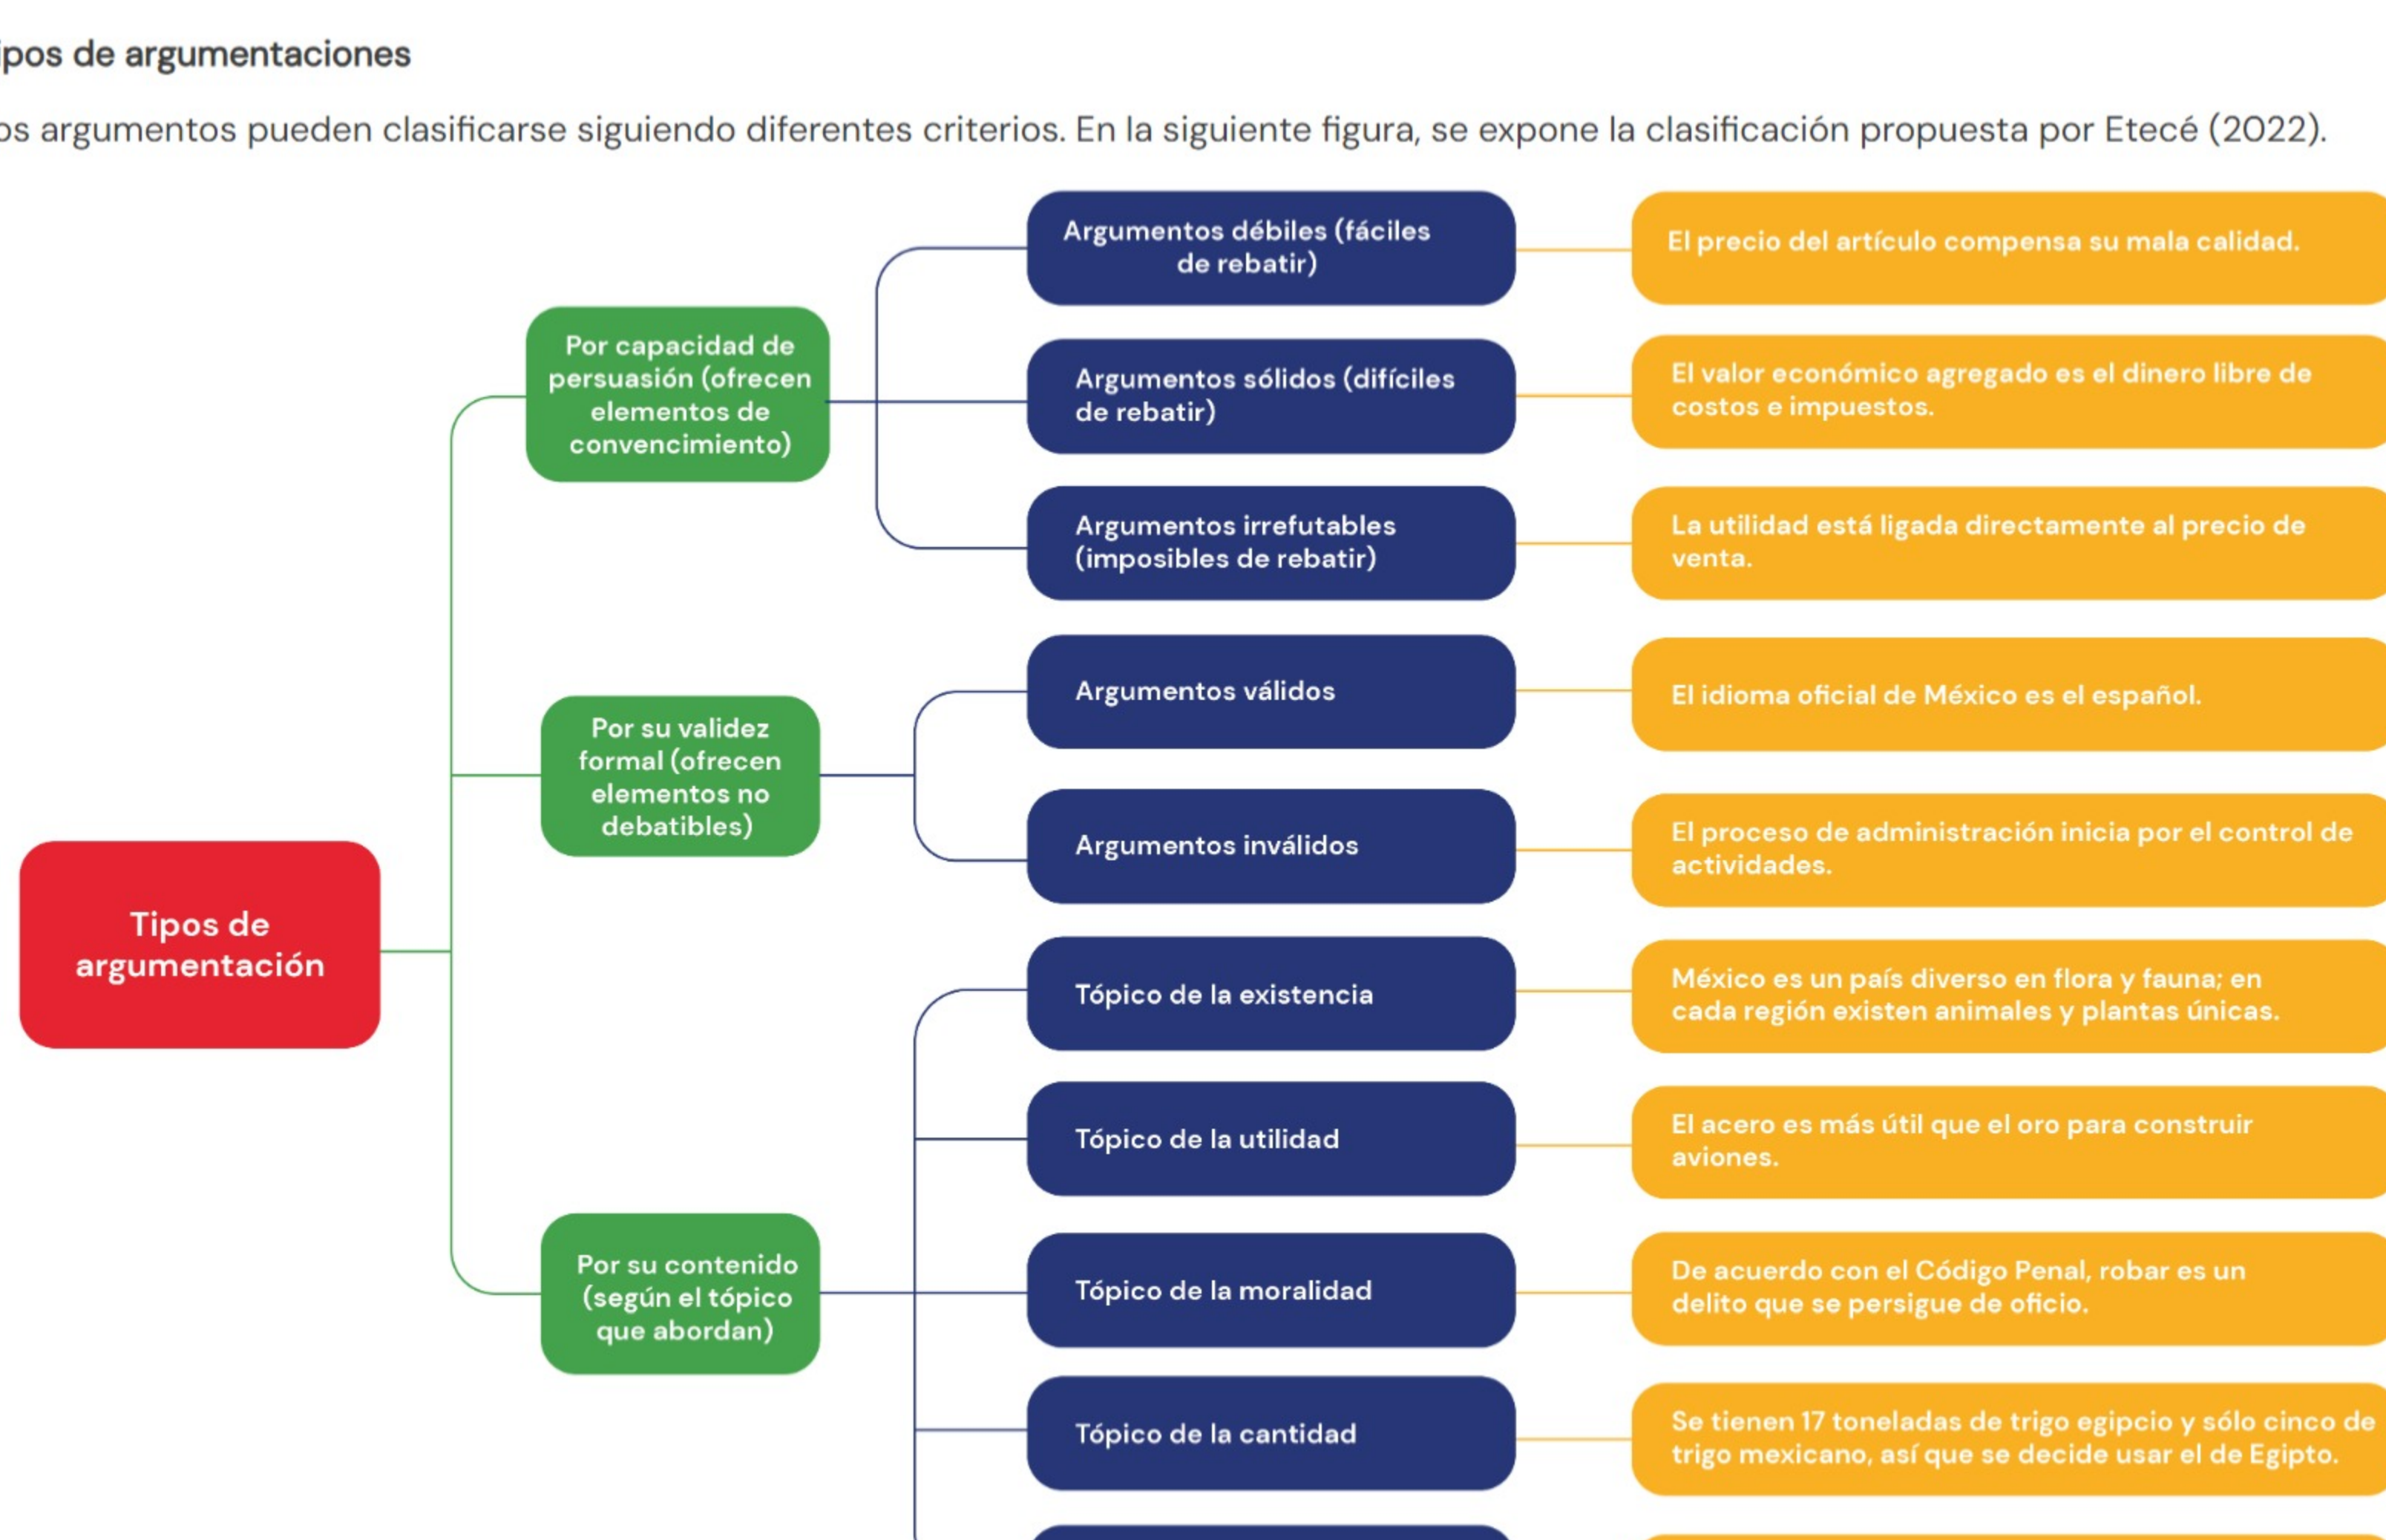 ipos de argumentaciones
os argumentos pueden clasificarse siguiendo diferentes criterios. En la siguiente figura, se expone la clasificación propuesta por Etecé (2022).
Tipos de
argumentación
Por capacidad de
persuasión (ofrecen
elementos de
convencimiento)
Argumentos débiles (fáciles
de rebatir)
El precio del artículo compensa su mala calidad.
Argumentos sólidos (difíciles
de rebatir)
El valor económico agregado es el dinero libre de
costos e impuestos.
Argumentos irrefutables
(imposibles de rebatir)
La utilidad está ligada directamente al precio de
venta.
Por su validez
formal (ofrecen
elementos no
debatibles)
Argumentos válidos
El idioma oficial de México es el español.
Argumentos inválidos
El proceso de administración inicia por el control de
actividades.
Por su contenido
(según el tópico
que abordan)
Tópico de la existencia
México es un país diverso en flora y fauna; en
cada región existen animales y plantas únicas.
Tópico de la utilidad
El acero es más útil que el oro para construir
aviones.
Tópico de la moralidad
De acuerdo con el Código Penal, robar es un
delito que se persigue de oficio.
Tópico de la cantidad
Se tienen 17 toneladas de trigo egipcio y sólo cinco de
trigo mexicano, así que se decide usar el de Egipto.